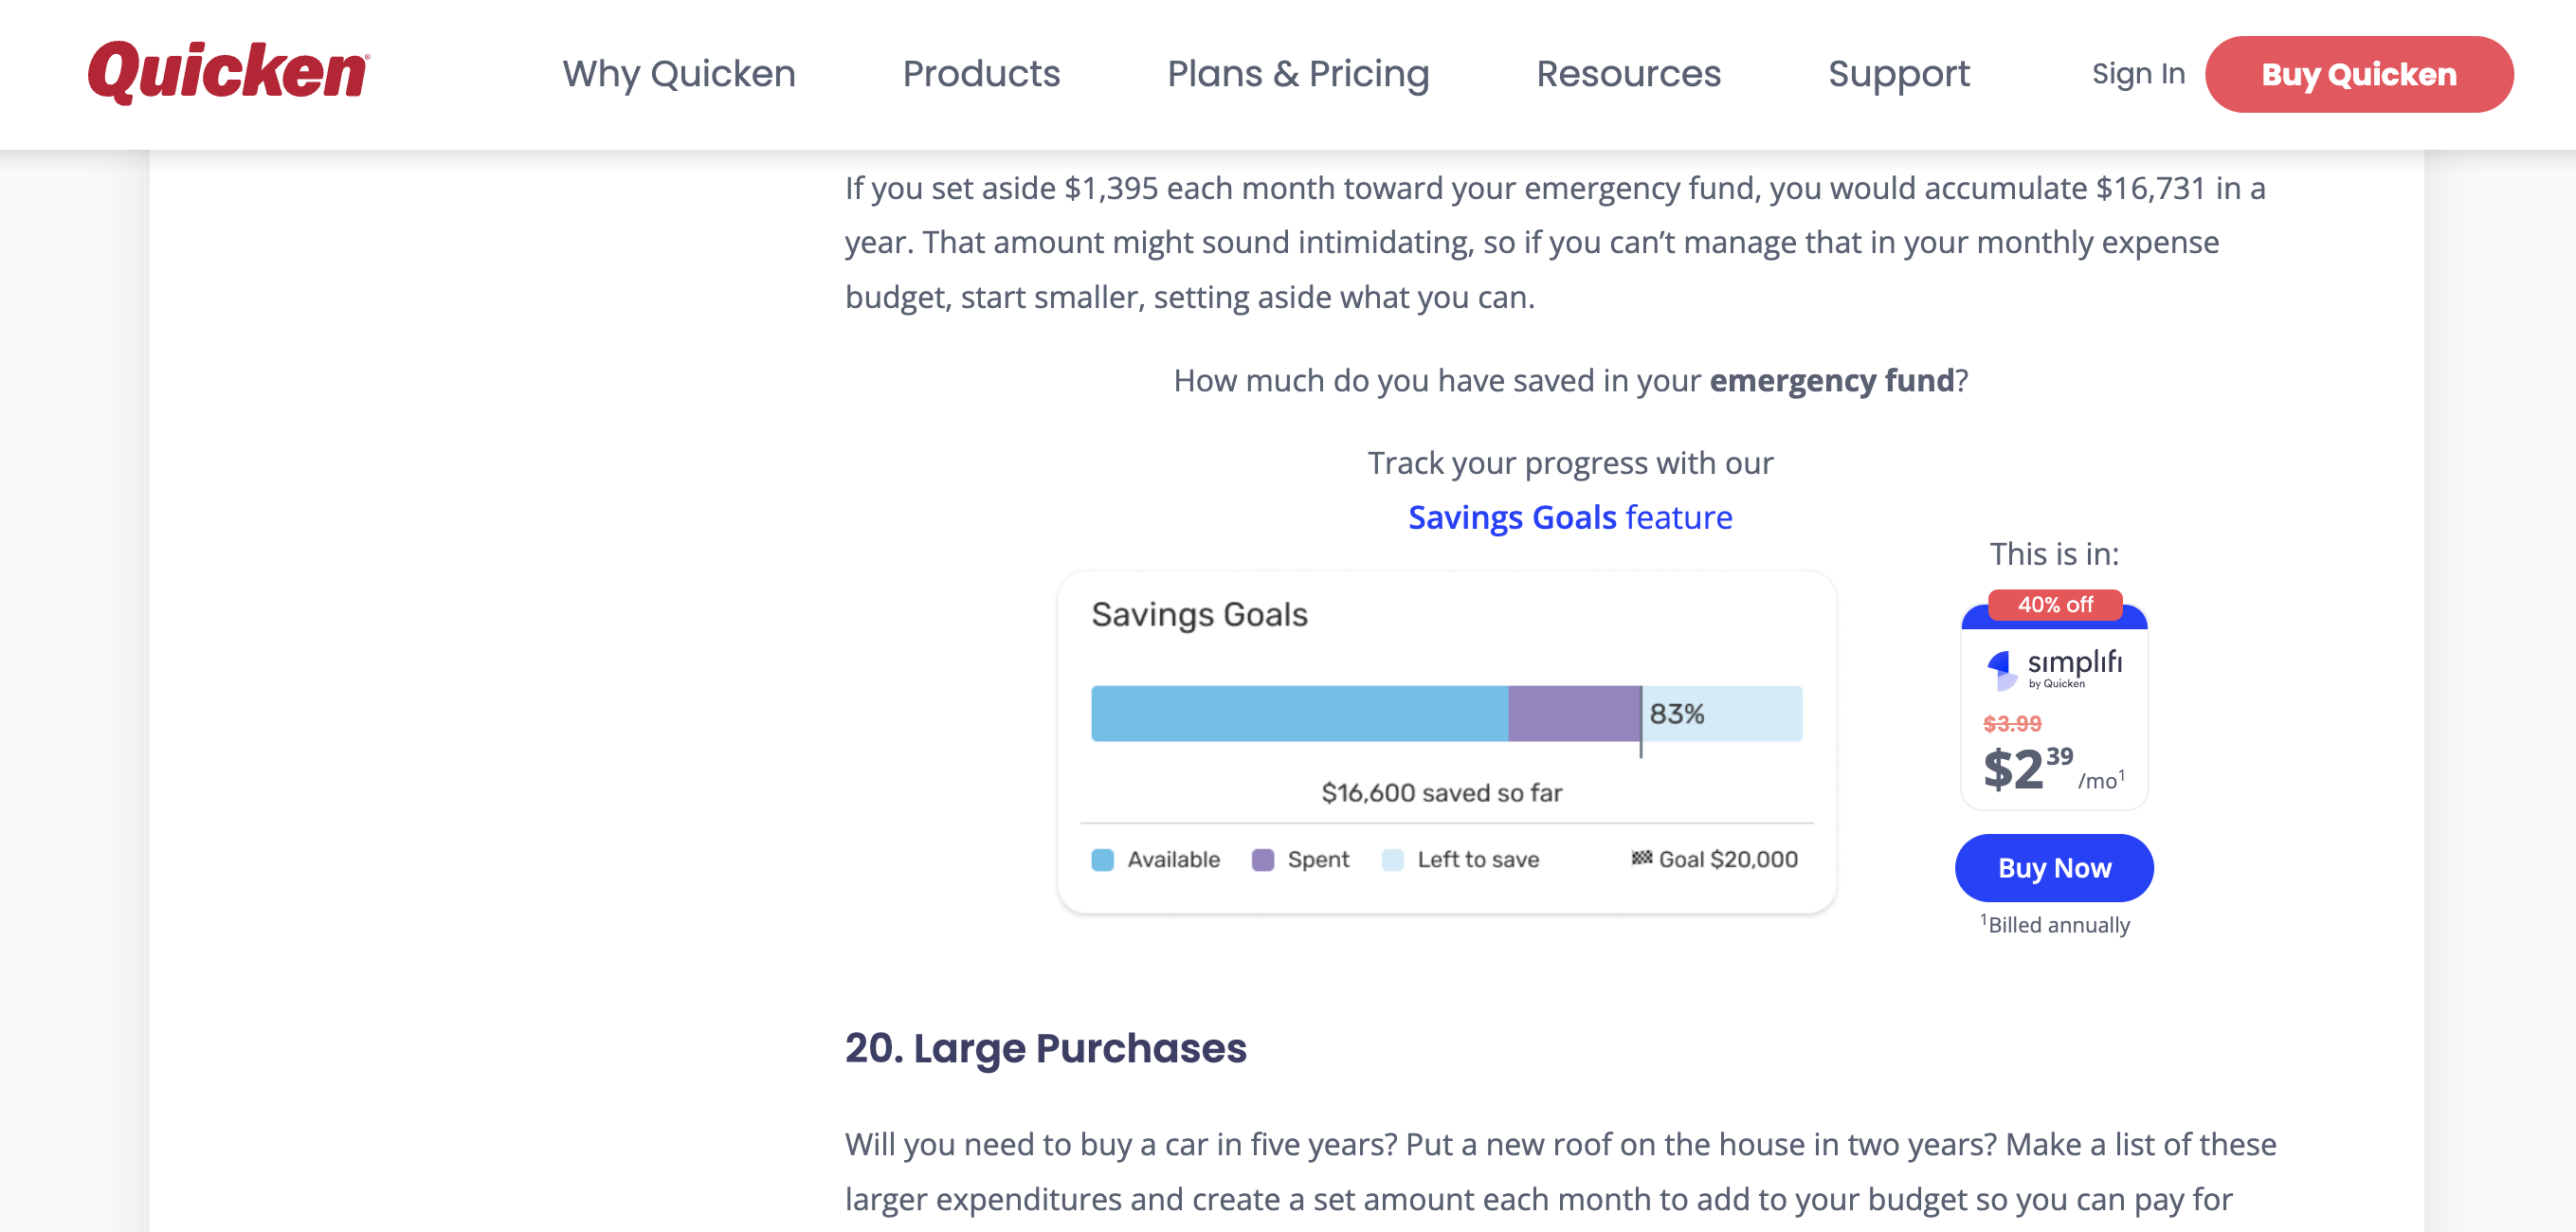 Quicken®
Why Quicken
Products
Plans & Pricing
Resources
Support
Sign In
Buy Quicken
If you set aside $1,395 each month toward your emergency fund, you would accumulate $16,731 in a
year. That amount might sound intimidating, so if you can’t manage that in your monthly expense
budget, start smaller, setting aside what you can.
How much do you have saved in your emergency fund?
Track your progress with our
Savings Goals feature
Savings Goals
83%
$16,600 saved so far
Available
Spent
Left to save
Goal $20,000
This is in:
40% off
sımplıfı
by Quicken
$3.99
$2 39 /mo1
Buy Now
1Billed annually
20. Large Purchases
Will you need to buy a car in five years? Put a new roof on the house in two years? Make a list of these
larger expenditures and create a set amount each month to add to your budget so you can pay for